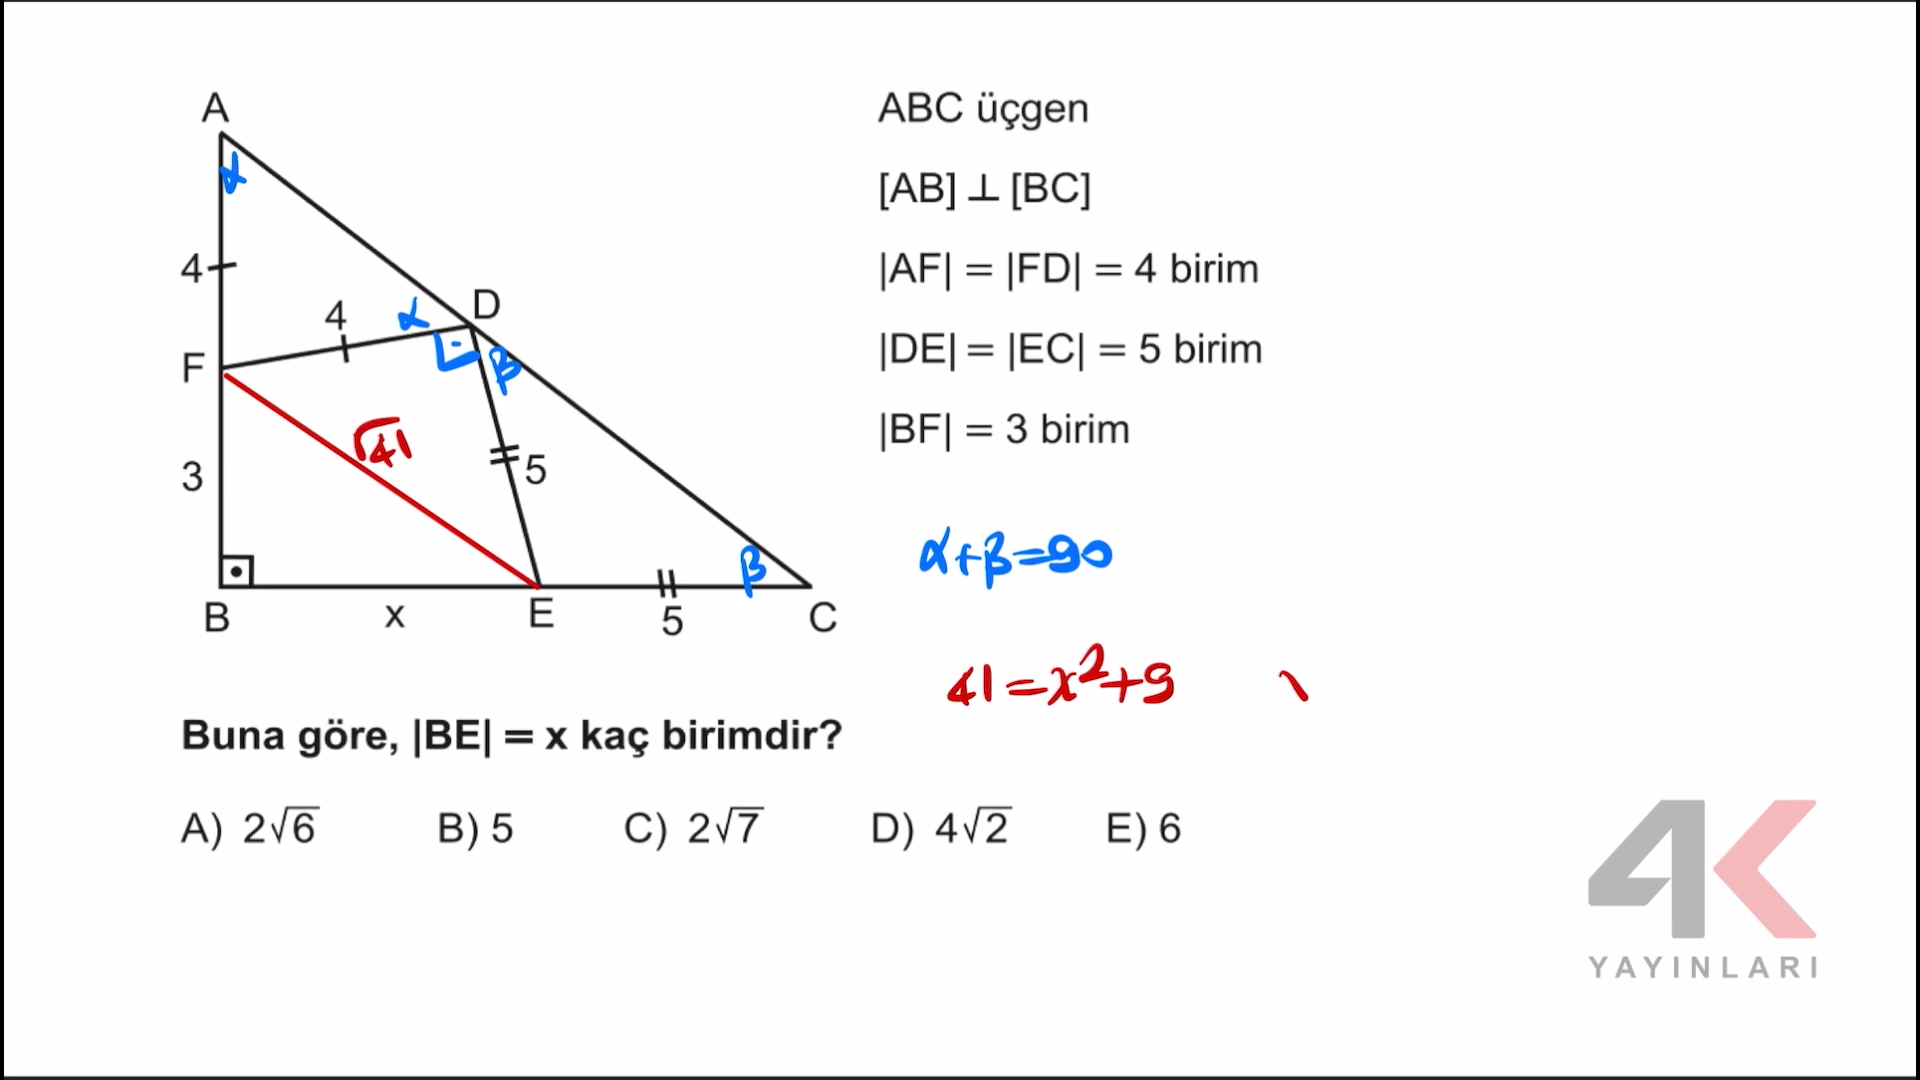 A
ABC üçgen
α
[AB] ⊥ [BC]
4
|AF| = |FD| = 4 birim
4
α
D
|DE| = |EC| = 5 birim
F
β
√41
|BF| = 3 birim
3
5
α+β=90
β
B
x
E
5
C
41=x²+9
Buna göre, |BE| = x kaç birimdir?
A) 2√6 B) 5 C) 2√7 D) 4√2 E) 6
4K
YAYINLARI